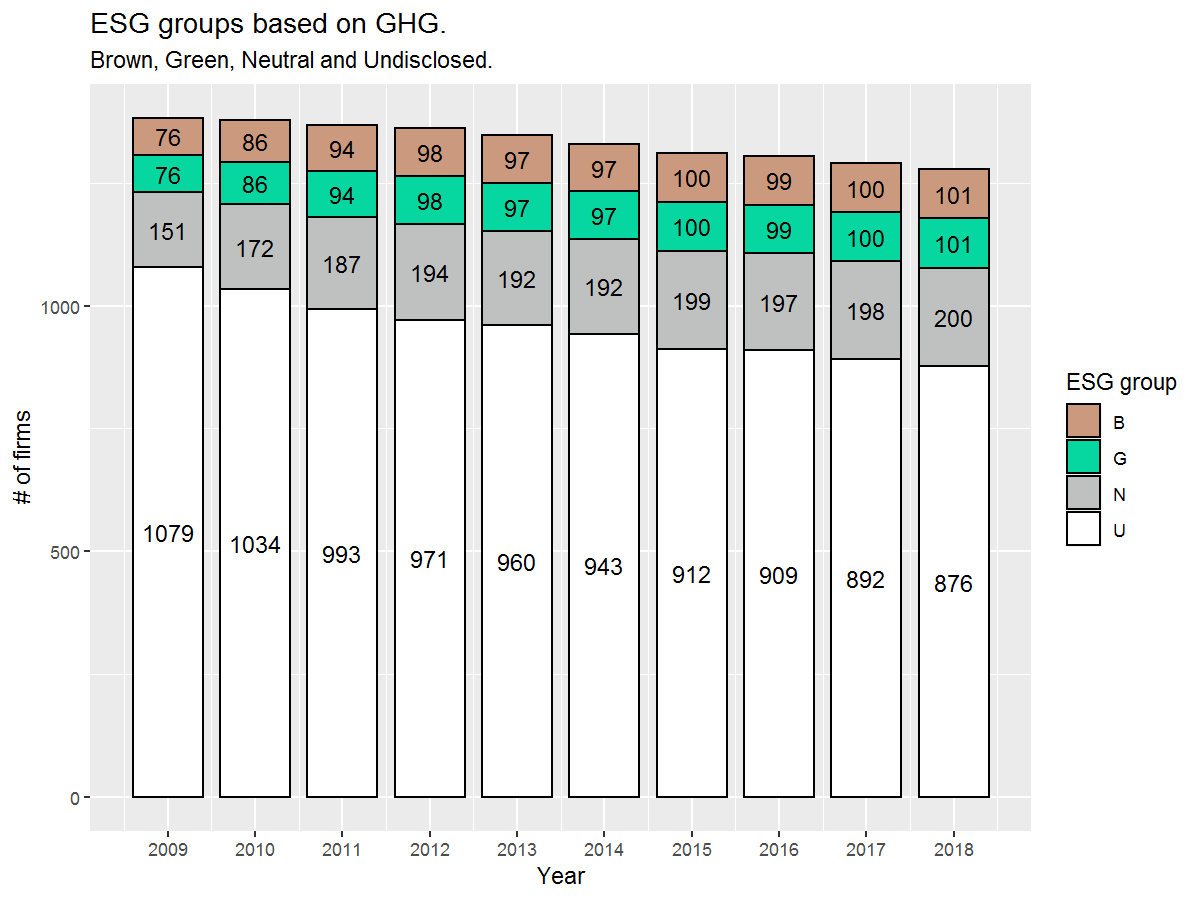 ESG groups based on GHG.
Brown, Green, Neutral and Undisclosed.
76 86 94 98 97 97 100 99 100 101
76 86 94 98 97 97 100 99 100 101
151 172 187 194 192 192 199 197 198 200
1079 1034 993 971 960 943 912 909 892 876
1000
500
0
# of firms
2009 2010 2011 2012 2013 2014 2015 2016 2017 2018
Year
ESG group
B
G
N
U